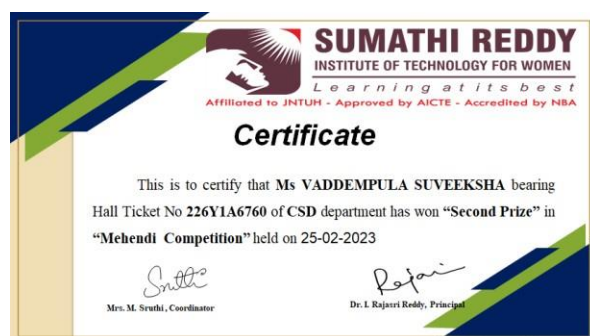 SUMATHI REDDY
INSTITUTE OF TECHNOLOGY FOR WOMEN
Learning at its best
Affiliated to JNTUH - Approved by AICTE - Accredited by NBA
Certificate
This is to certify that Ms VADDEMPULA SUVEEKSHA bearing
Hall Ticket No 226Y1A6760 of CSD department has won “Second Prize” in
“Mehendi Competition” held on 25-02-2023
Sruthi
Mrs. M. Sruthi, Coordinator
Dr. I. Rajasri Reddy, Principal